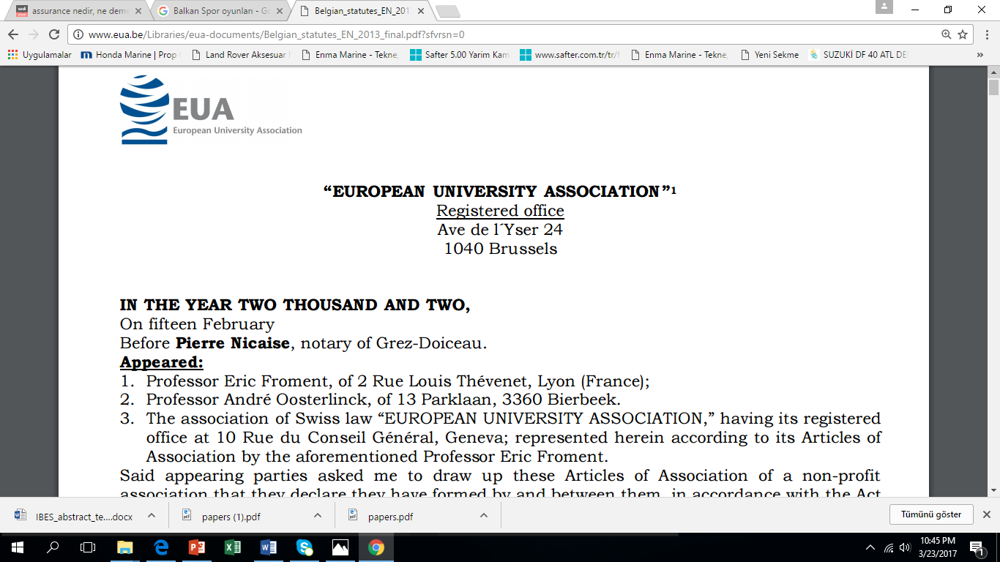 assurance nedir, ne deme
Balkan Spor oyunları - Go
Belgian_statutes_EN_201
www.eua.be/Libraries/eua-documents/Belgian_statutes_EN_2013_final.pdf?sfvrsn=0
Uygulamalar
Honda Marine | Prop
Land Rover Aksesuar
Enma Marine - Tekne,
Safter 5.00 Yarim Kam
www.safter.com.tr/tr/
Enma Marine - Tekne,
Yeni Sekme
SUZUKİ DF 40 ATL DE
EUA
European University Association
“EUROPEAN UNIVERSITY ASSOCIATION”1
Registered office
Ave de l´Yser 24
1040 Brussels
IN THE YEAR TWO THOUSAND AND TWO,
On fifteen February
Before Pierre Nicaise, notary of Grez-Doiceau.
Appeared:
1. Professor Eric Froment, of 2 Rue Louis Thévenet, Lyon (France);
2. Professor André Oosterlinck, of 13 Parklaan, 3360 Bierbeek.
3. The association of Swiss law “EUROPEAN UNIVERSITY ASSOCIATION,” having its registered
office at 10 Rue du Conseil Général, Geneva; represented herein according to its Articles of
Association by the aforementioned Professor Eric Froment.
Said appearing parties asked me to draw up these Articles of Association of a non-profit
association that they declare they have formed by and between them, in accordance with the Act
IBES_abstract_te....docx
papers (1).pdf
papers.pdf
Tümünü göster
10:45 PM
3/23/2017
1